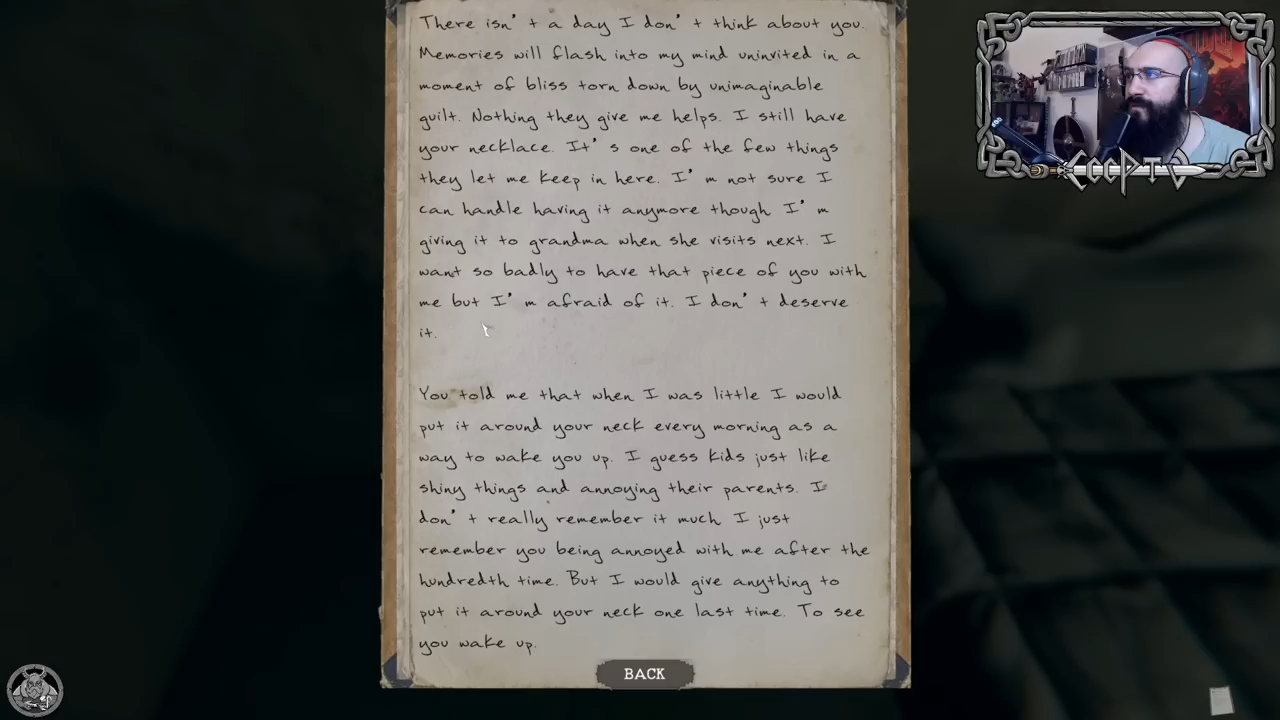 There isn't a day I don't think about you.
Memories will flash into my mind uninvited in a
moment of bliss torn down by unimaginable
guilt. Nothing they give me helps. I still have
your necklace. It's one of the few things
they let me keep in here. I'm not sure I
can handle having it anymore though I'm
giving it to grandma when she visits next. I
want so badly to have that piece of you with
me but I'm afraid of it. I don't deserve
it.
You told me that when I was little I would
put it around your neck every morning as a
way to wake you up. I guess kids just like
shiny things and annoying their parents. I
don't really remember it much I just
remember you being annoyed with me after the
hundredth time. But I would give anything to
put it around your neck one last time. To see
you wake up.
BACK